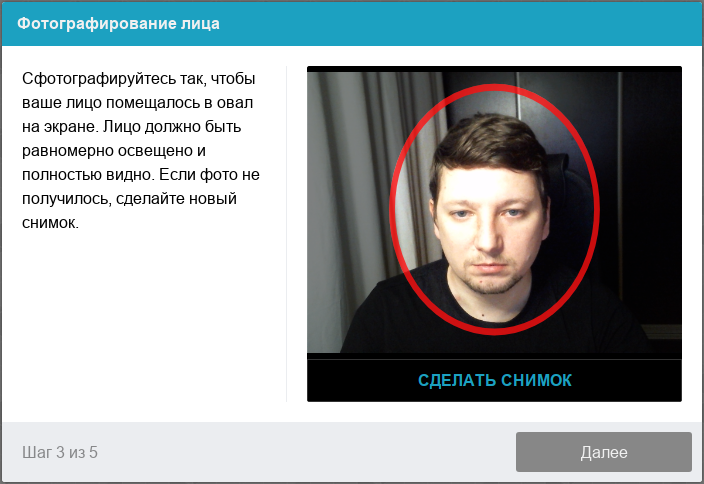 Фотографирование лица
Сфотографируйтесь так, чтобы
ваше лицо помещалось в овал
на экране. Лицо должно быть
равномерно освещено и
полностью видно. Если фото не
получилось, сделайте новый
снимок.
СДЕЛАТЬ СНИМОК
Шаг 3 из 5
Далее